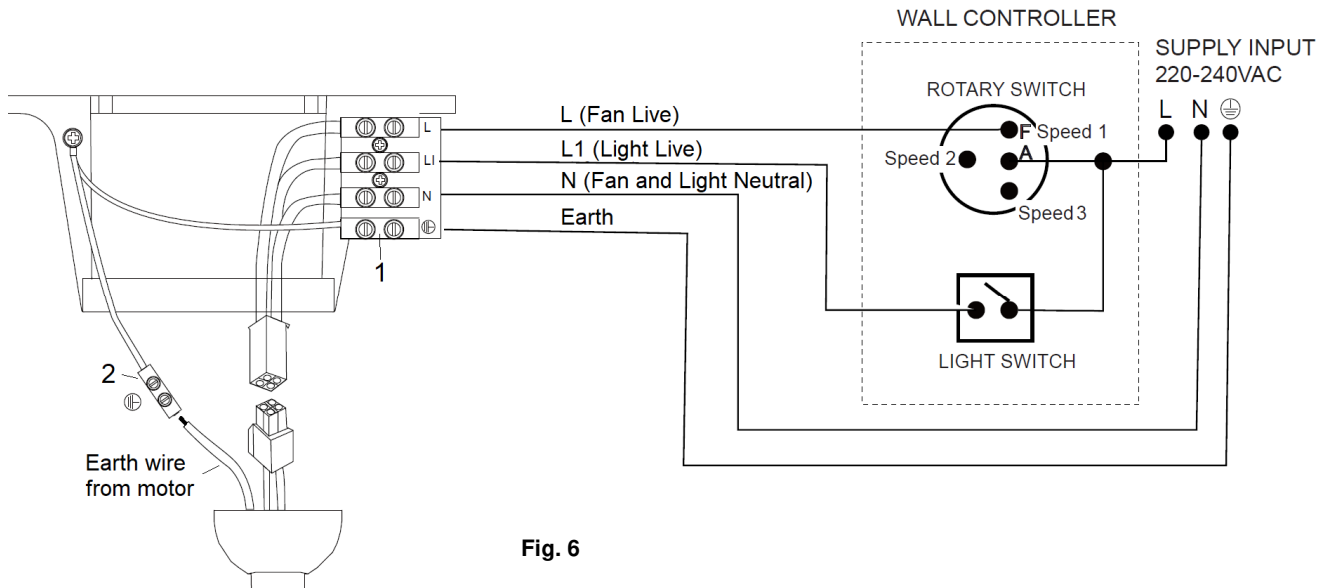 WALL CONTROLLER
SUPPLY INPUT
220-240VAC
L N
ROTARY SWITCH
F Speed 1
Speed 2
A
Speed 3
LIGHT SWITCH
L (Fan Live)
L1 (Light Live)
N (Fan and Light Neutral)
Earth
L
LI
N
1
2
Earth wire
from motor
Fig. 6